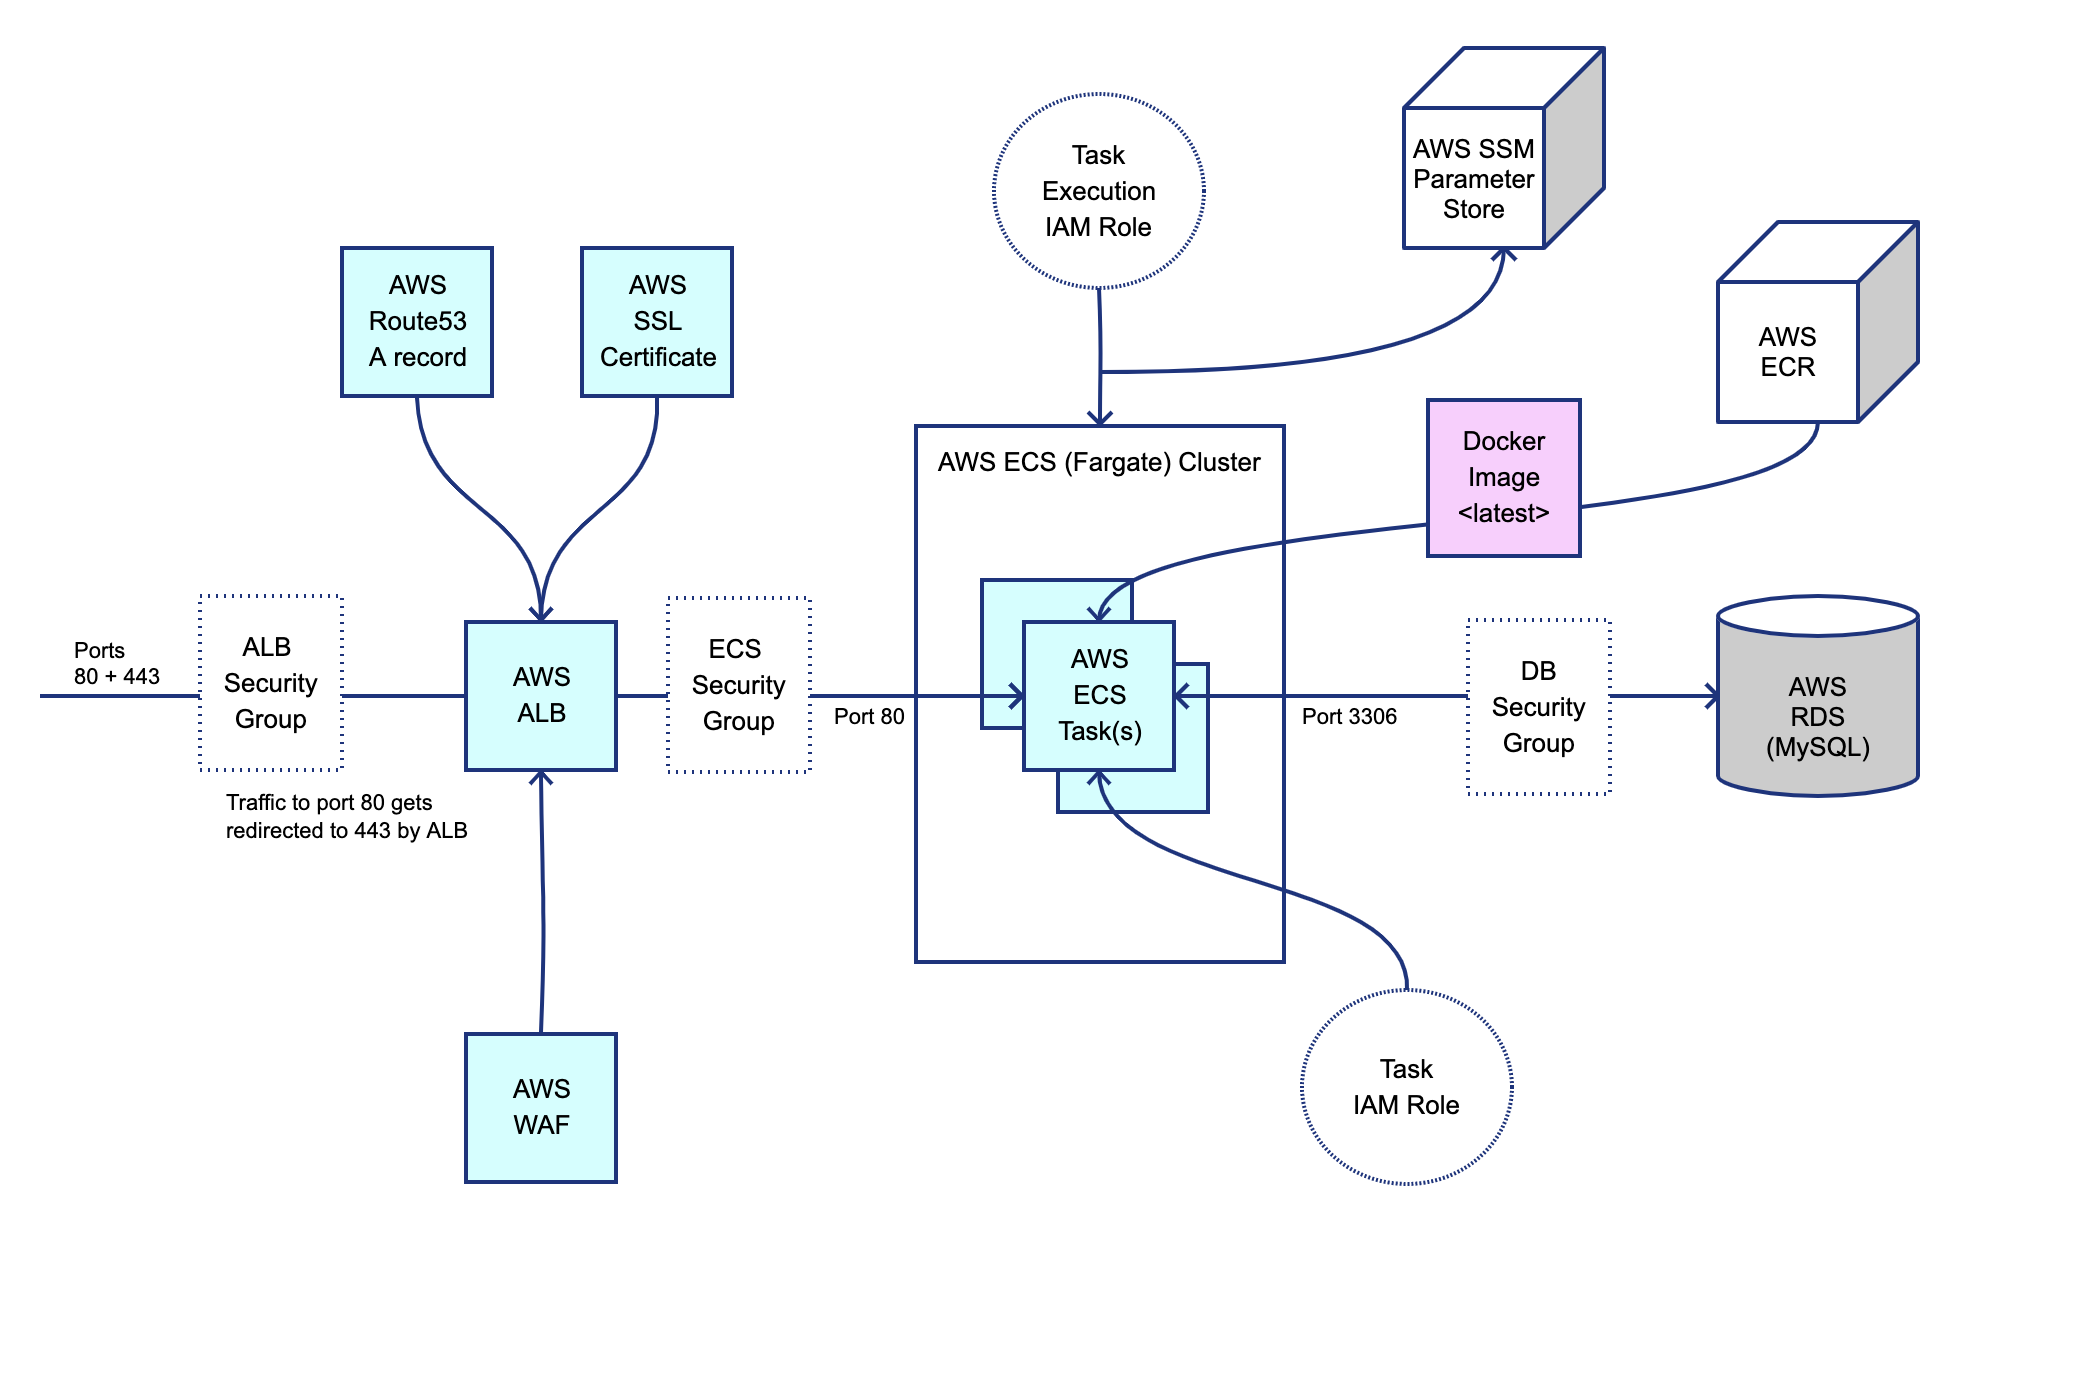 Task
Execution
IAM Role
AWS SSM
Parameter
Store
AWS
Route53
A record
AWS
SSL
Certificate
AWS
ECR
AWS ECS (Fargate) Cluster
Docker
Image
<latest>
Ports
80 + 443
ALB
Security
Group
AWS
ALB
ECS
Security
Group
Port 80
AWS
ECS
Task(s)
Port 3306
DB
Security
Group
AWS
RDS
(MySQL)
Traffic to port 80 gets
redirected to 443 by ALB
AWS
WAF
Task
IAM Role